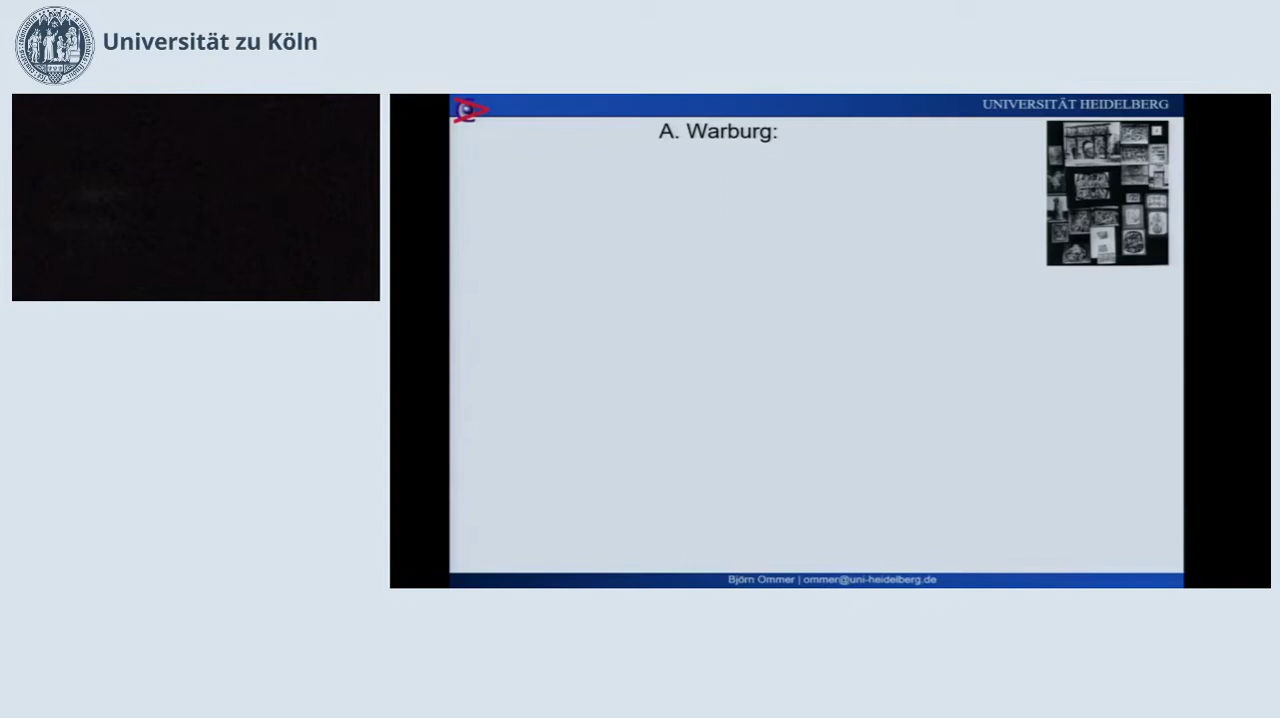 Universität zu Köln
UNIVERSITÄT HEIDELBERG
A. Warburg:
Björn Ommer | ommer@uni-heidelberg.de